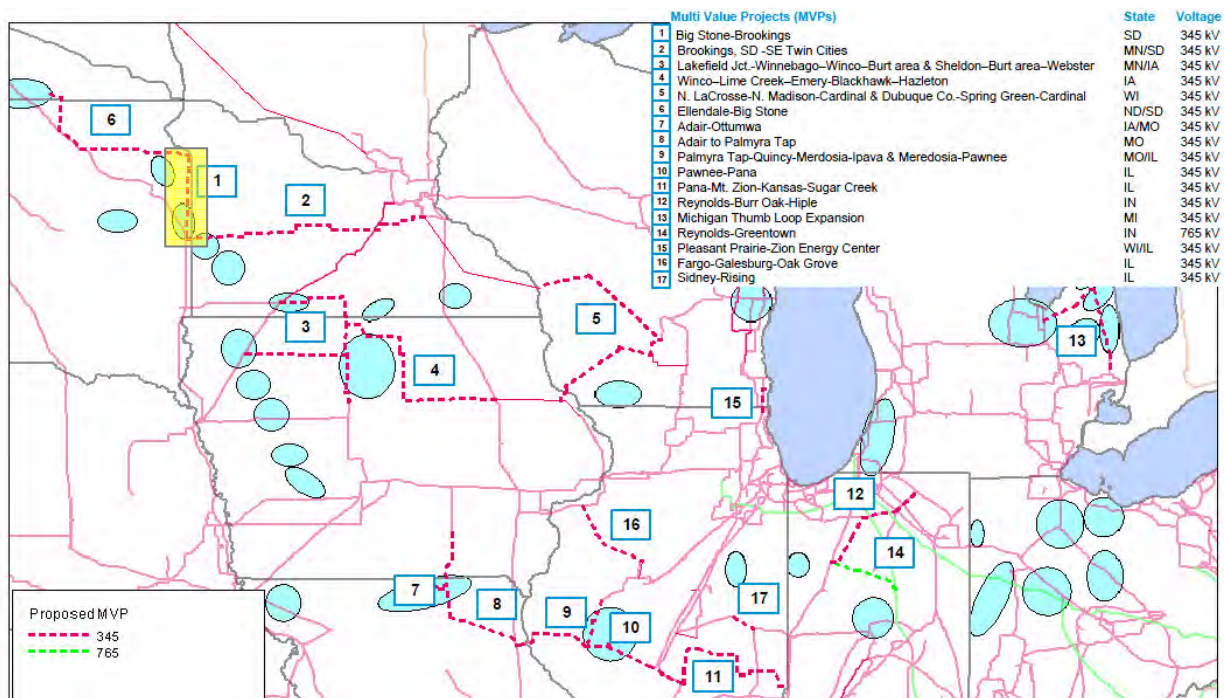 Multi Value Projects (MVPs) State Voltage
1 Big Stone-Brookings SD 345 kV
2 Brookings, SD -SE Twin Cities MN/SD 345 kV
3 Lakefield Jct.-Winnebago–Winco–Burt area & Sheldon–Burt area–Webster MN/IA 345 kV
4 Winco–Lime Creek–Emery-Blackhawk–Hazleton IA 345 kV
5 N. LaCrosse-N. Madison-Cardinal & Dubuque Co.-Spring Green-Cardinal WI 345 kV
6 Ellendale-Big Stone ND/SD 345 kV
7 Adair-Ottumwa IA/MO 345 kV
8 Adair to Palmyra Tap MO 345 kV
9 Palmyra Tap-Quincy-Merdosia-Ipava & Meredosia-Pawnee MO/IL 345 kV
10 Pawnee-Pana IL 345 kV
11 Pana-Mt. Zion-Kansas-Sugar Creek IL 345 kV
12 Reynolds-Burr Oak-Hiple IN 345 kV
13 Michigan Thumb Loop Expansion MI 345 kV
14 Reynolds-Greentown IN 765 kV
15 Pleasant Prairie-Zion Energy Center WI/IL 345 kV
16 Fargo-Galesburg-Oak Grove IL 345 kV
17 Sidney-Rising IL 345 kV
6
1
2
3
5
13
4
15
12
16
14
7
8
9
10
17
11
Proposed MVP
345
765